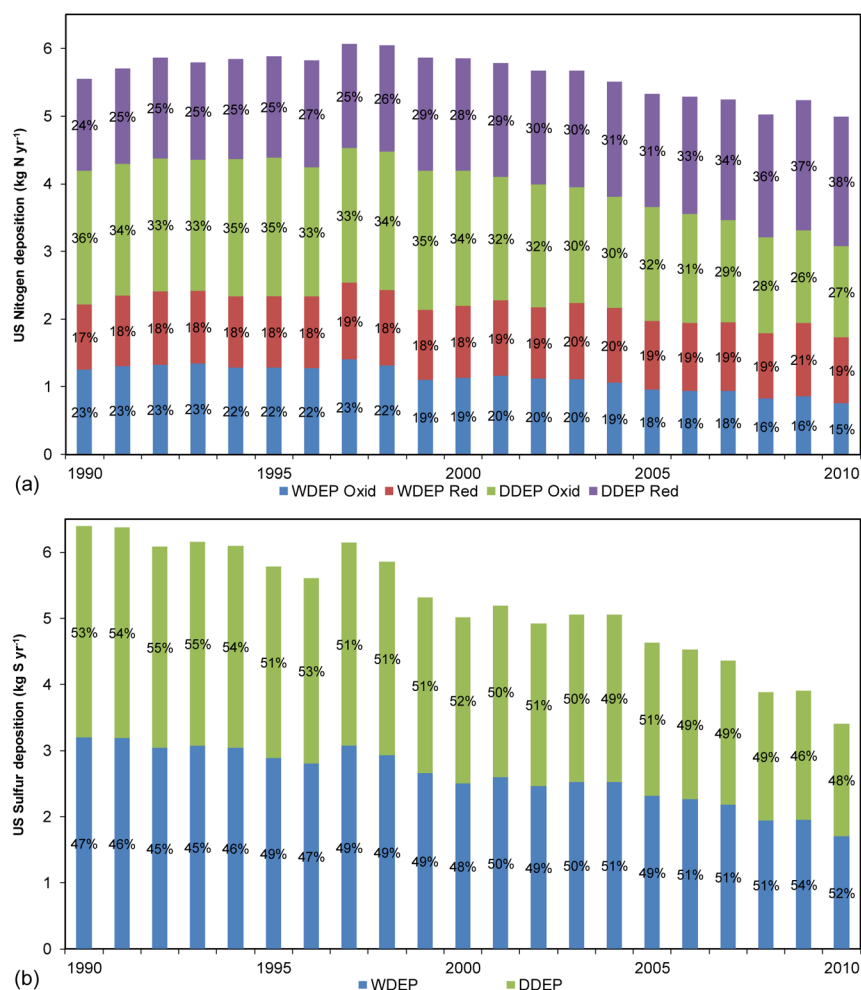 US Nitogen deposition (kg N yr⁻¹)
6
5
4
3
2
1
0
24% 25% 25% 25% 25% 25% 27% 25% 26% 29% 28% 29% 30% 30% 31% 31% 33% 34% 36% 37% 38%
36% 34% 33% 33% 35% 35% 33% 33% 34% 35% 34% 32% 32% 30% 30% 32% 31% 29% 28% 26% 27%
17% 18% 18% 18% 18% 18% 18% 19% 18% 18% 18% 19% 19% 20% 20% 19% 19% 19% 19% 21% 19%
23% 23% 23% 23% 22% 22% 22% 23% 22% 19% 19% 20% 20% 20% 19% 18% 18% 18% 16% 16% 15%
1990 1995 2000 2005 2010
(a)
WDEP Oxid WDEP Red DDEP Oxid DDEP Red
US Sulfur deposition (kg S yr⁻¹)
6
5
4
3
2
1
0
53% 54% 55% 55% 54% 51% 53% 51% 51% 51% 52% 50% 51% 50% 49% 51% 49% 49% 49% 46% 48%
47% 46% 45% 45% 46% 49% 47% 49% 49% 49% 48% 50% 49% 50% 51% 49% 51% 51% 51% 54% 52%
1990 1995 2000 2005 2010
(b)
WDEP DDEP